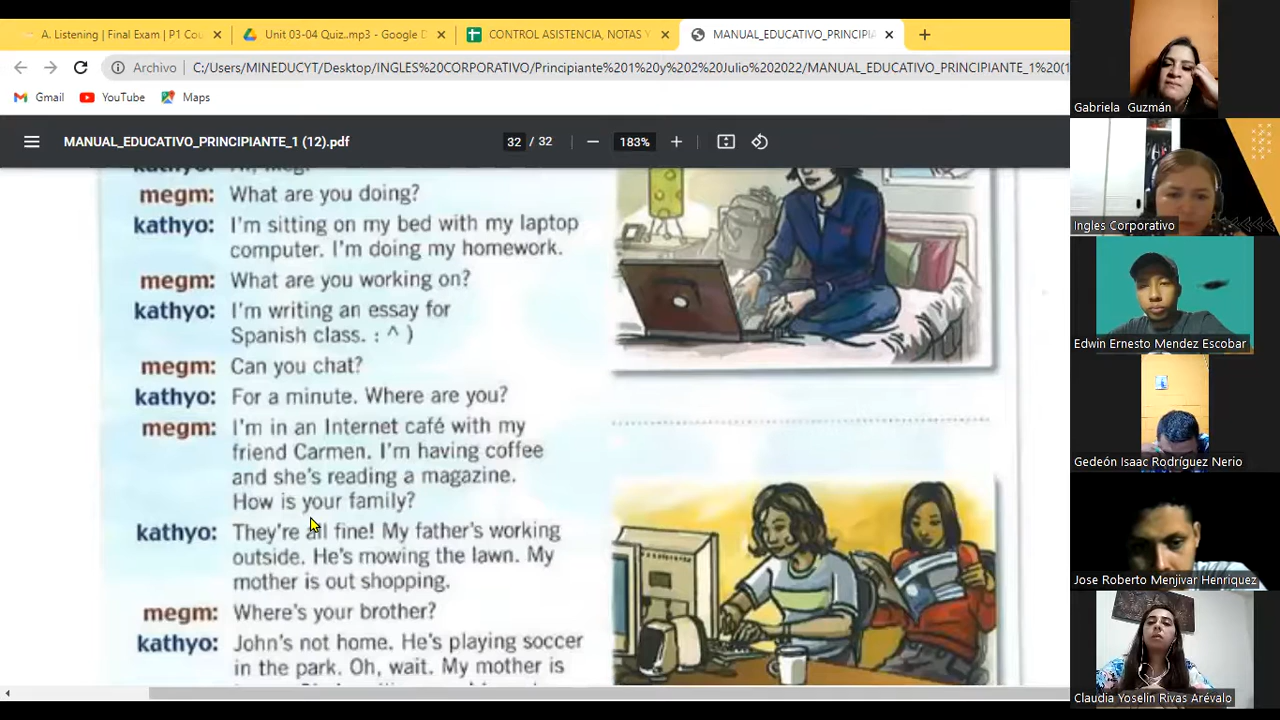 A. Listening | Final Exam | P1 Cou
Unit 03-04 Quiz..mp3 - Google D
CONTROL ASISTENCIA, NOTAS Y
MANUAL_EDUCATIVO_PRINCIPIA
Archivo
C:/Users/MINEDUCYT/Desktop/INGLES%20CORPORATIVO/Principiante%201%20y%202%20Julio%202022/MANUAL_EDUCATIVO_PRINCIPIANTE_1%20(1
Gmail
YouTube
Maps
MANUAL_EDUCATIVO_PRINCIPIANTE_1 (12).pdf
32 / 32
183%
megm: What are you doing?
kathyo: I'm sitting on my bed with my laptop
computer. I'm doing my homework.
megm: What are you working on?
kathyo: I'm writing an essay for
Spanish class. : ^ )
megm: Can you chat?
kathyo: For a minute. Where are you?
megm: I'm in an Internet café with my
friend Carmen. I'm having coffee
and she's reading a magazine.
How is your family?
kathyo: They're all fine! My father's working
outside. He's mowing the lawn. My
mother is out shopping.
megm: Where's your brother?
kathyo: John's not home. He's playing soccer
in the park. Oh, wait. My mother is
Gabriela Guzmán
Ingles Corporativo
Edwin Ernesto Mendez Escobar
Gedeón Isaac Rodríguez Nerio
Jose Roberto Menjivar Henriquez
Claudia Yoselin Rivas Arévalo